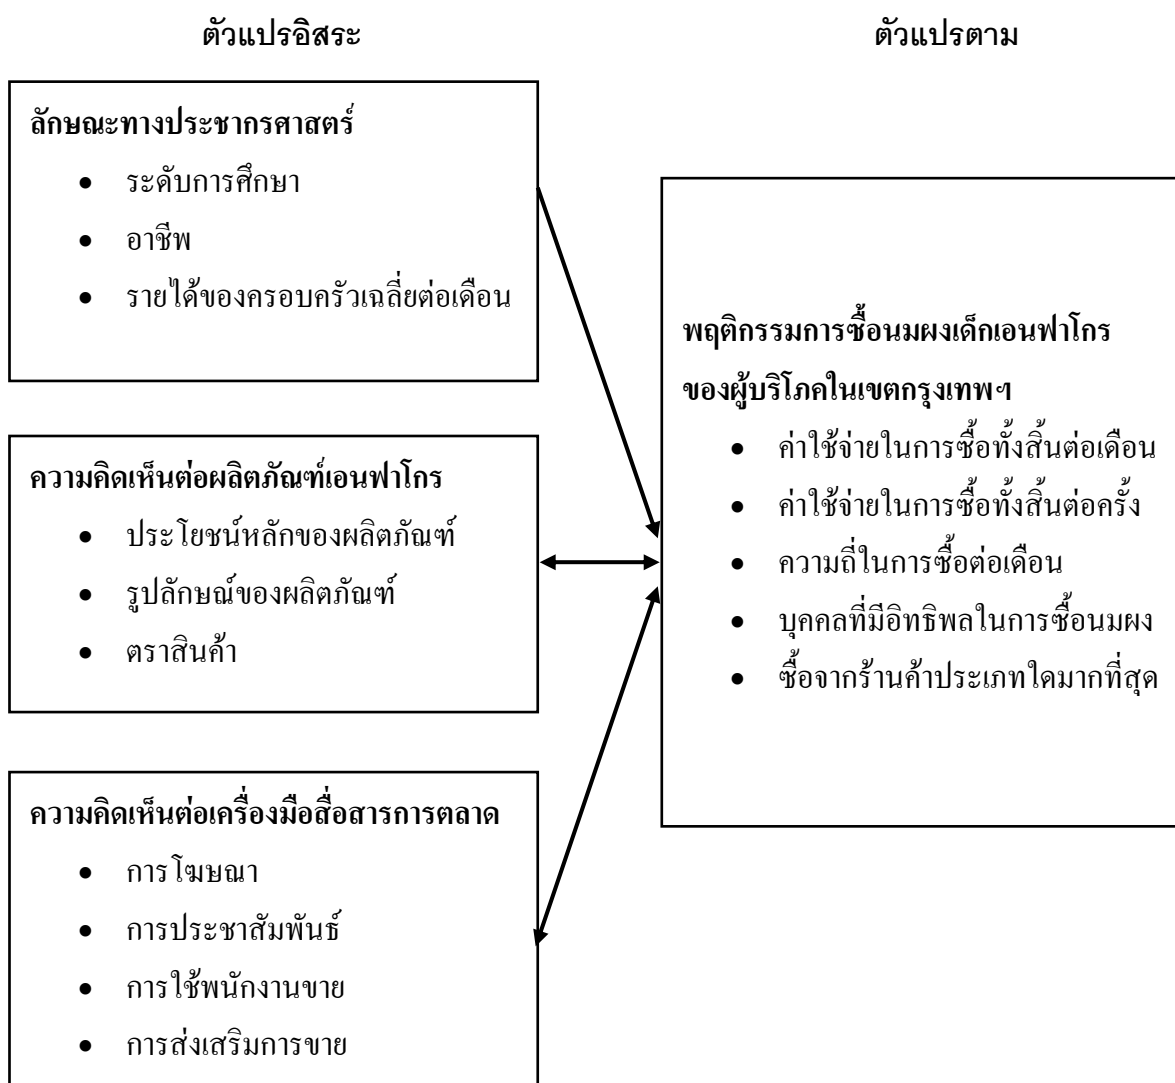 ตัวแปรอิสระ
ตัวแปรตาม
ลักษณะทางประชากรศาสตร์
• ระดับการศึกษา
• อาชีพ
• รายได้ของครอบครัวเฉลี่ยต่อเดือน
ความคิดเห็นต่อผลิตภัณฑ์เอนฟาโกร
• ประโยชน์หลักของผลิตภัณฑ์
• รูปลักษณ์ของผลิตภัณฑ์
• ตราสินค้า
ความคิดเห็นต่อเครื่องมือสื่อสารการตลาด
• การโฆษณา
• การประชาสัมพันธ์
• การใช้พนักงานขาย
• การส่งเสริมการขาย
พฤติกรรมการซื้อนมผงเด็กเอนฟาโกร
ของผู้บริโภคในเขตกรุงเทพฯ
• ค่าใช้จ่ายในการซื้อทั้งสิ้นต่อเดือน
• ค่าใช้จ่ายในการซื้อทั้งสิ้นต่อครั้ง
• ความถี่ในการซื้อต่อเดือน
• บุคคลที่มีอิทธิพลในการซื้อนมผง
• ซื้อจากร้านค้าประเภทใดมากที่สุด